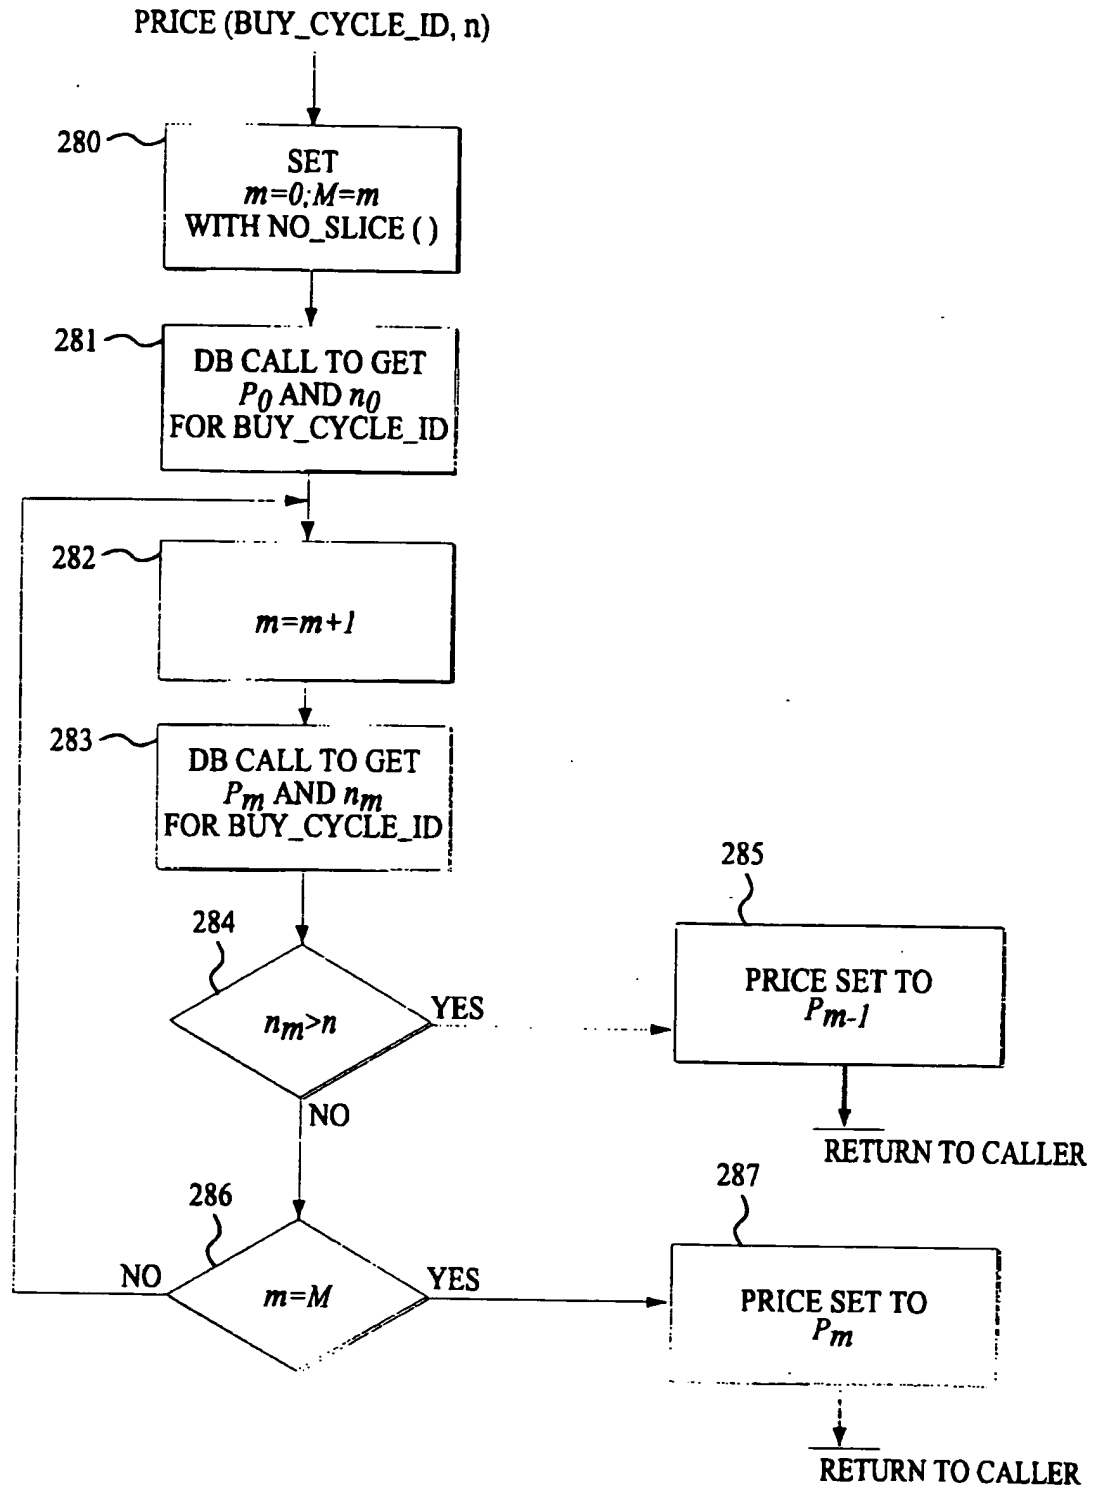 PRICE (BUY_CYCLE_ID, n)
280
SET
m=0;M=m
WITH NO_SLICE ( )
281
DB CALL TO GET
P0 AND n0
FOR BUY_CYCLE_ID
282
m=m+1
283
DB CALL TO GET
Pm AND nm
FOR BUY_CYCLE_ID
284
nm>n
YES
NO
285
PRICE SET TO
Pm-1
RETURN TO CALLER
286
m=M
NO
YES
287
PRICE SET TO
Pm
RETURN TO CALLER